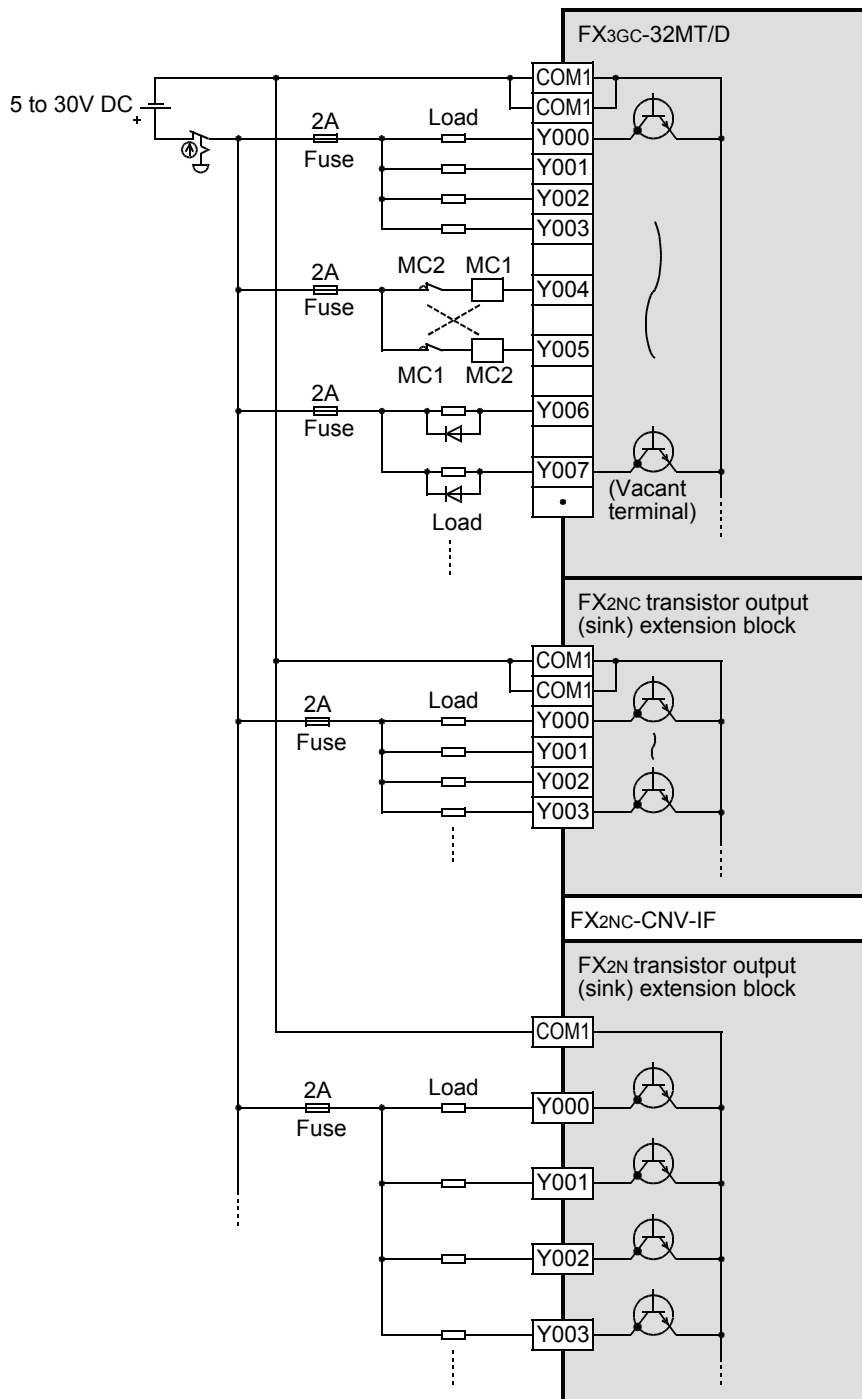 FX3GC-32MT/D
COM1
5 to 30V DC
+
COM1
2A
Load
Y000
Fuse
Y001
Y002
Y003
MC2
MC1
2A
Y004
Fuse
Y005
MC1
MC2
2A
Y006
Fuse
Y007
(Vacant
terminal)
Load
FX2NC transistor output
(sink) extension block
COM1
COM1
2A
Load
Y000
Fuse
Y001
Y002
Y003
FX2NC-CNV-IF
FX2N transistor output
(sink) extension block
COM1
2A
Load
Y000
Fuse
Y001
Y002
Y003